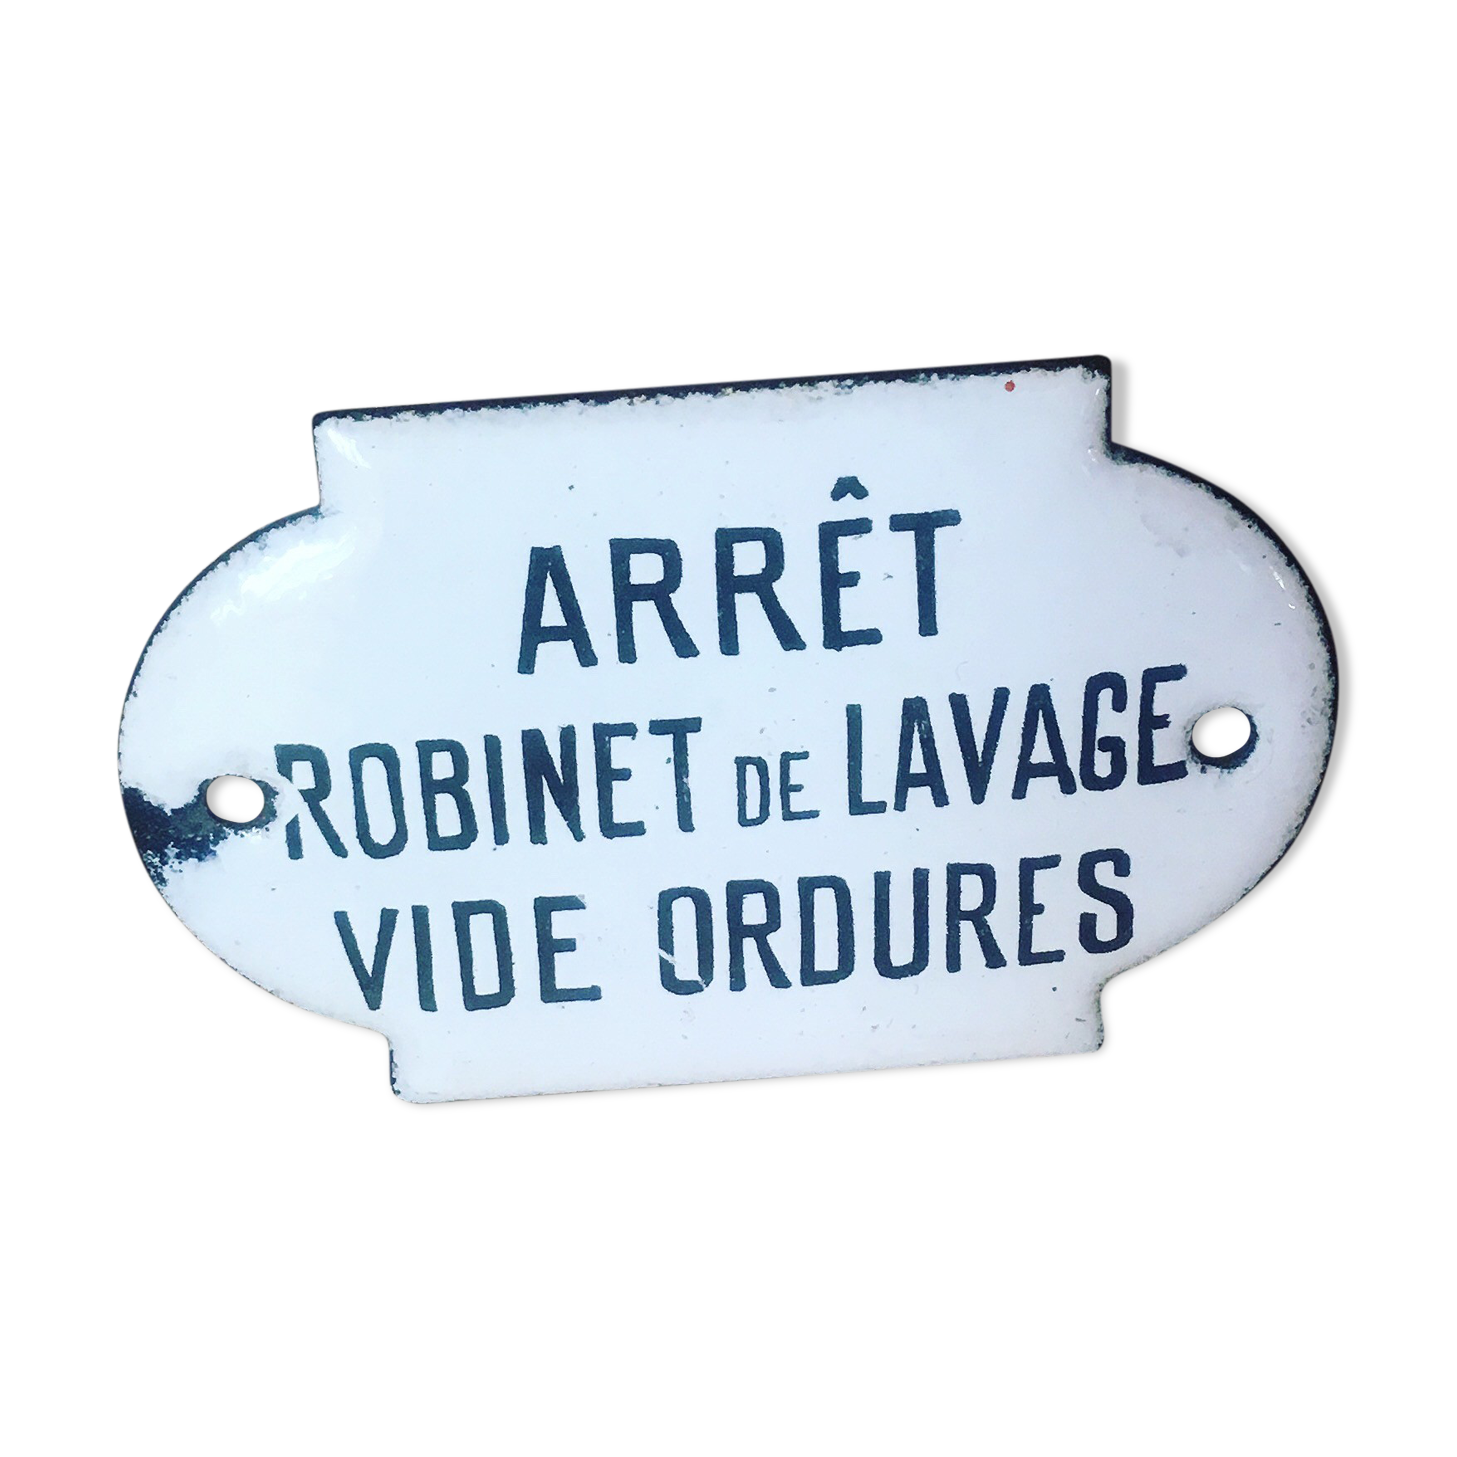 ARRÊT
ROBINET DE LAVAGE
VIDE ORDURES